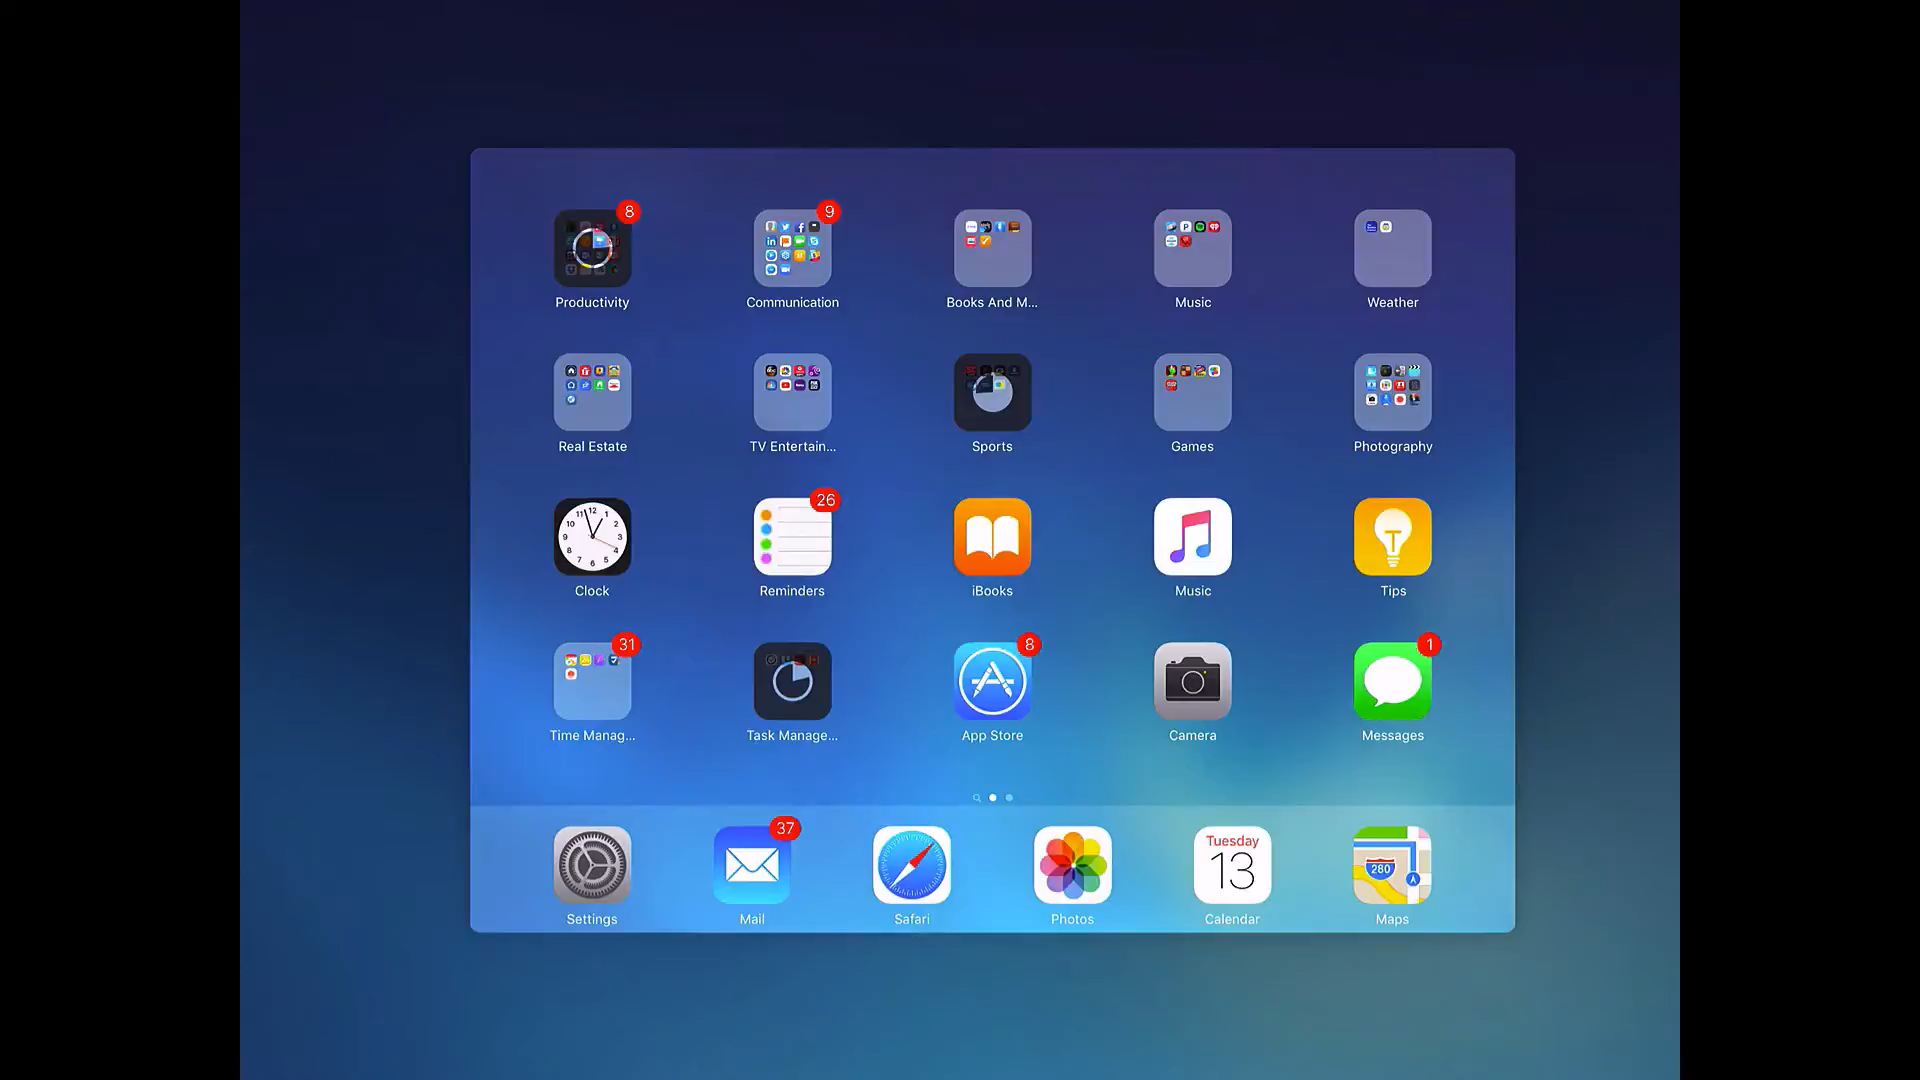 8
9
Productivity
Communication
Books And M...
Music
Weather
Real Estate
TV Entertain...
Sports
Games
Photography
26
Clock
Reminders
iBooks
Music
Tips
31
8
1
Time Manag...
Task Manage...
App Store
Camera
Messages
37
Tuesday
13
280
Settings
Mail
Safari
Photos
Calendar
Maps